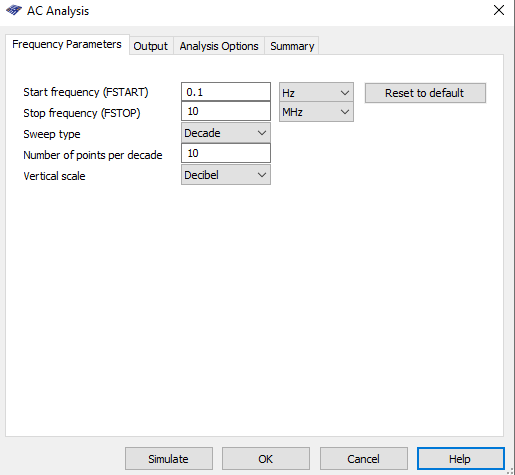 AC Analysis
Frequency Parameters Output Analysis Options Summary
Start frequency (FSTART) 0.1 Hz Reset to default
Stop frequency (FSTOP) 10 MHz
Sweep type Decade
Number of points per decade 10
Vertical scale Decibel
Simulate OK Cancel Help